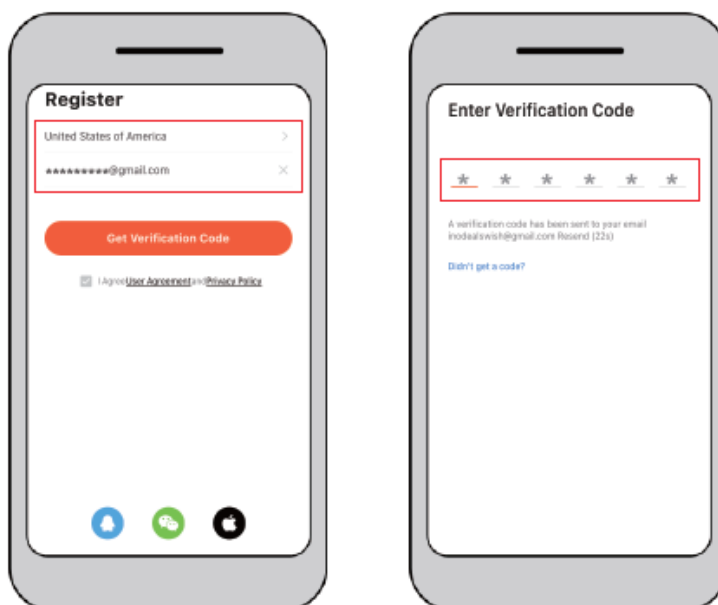 Register
United States of America
*********@gmail.com
Get Verification Code
I Agree User Agreement and Privacy Policy
Enter Verification Code
* * * * * *
A verification code has been sent to your email
inodealswish@gmail.com Resend (22s)
Didn't get a code?